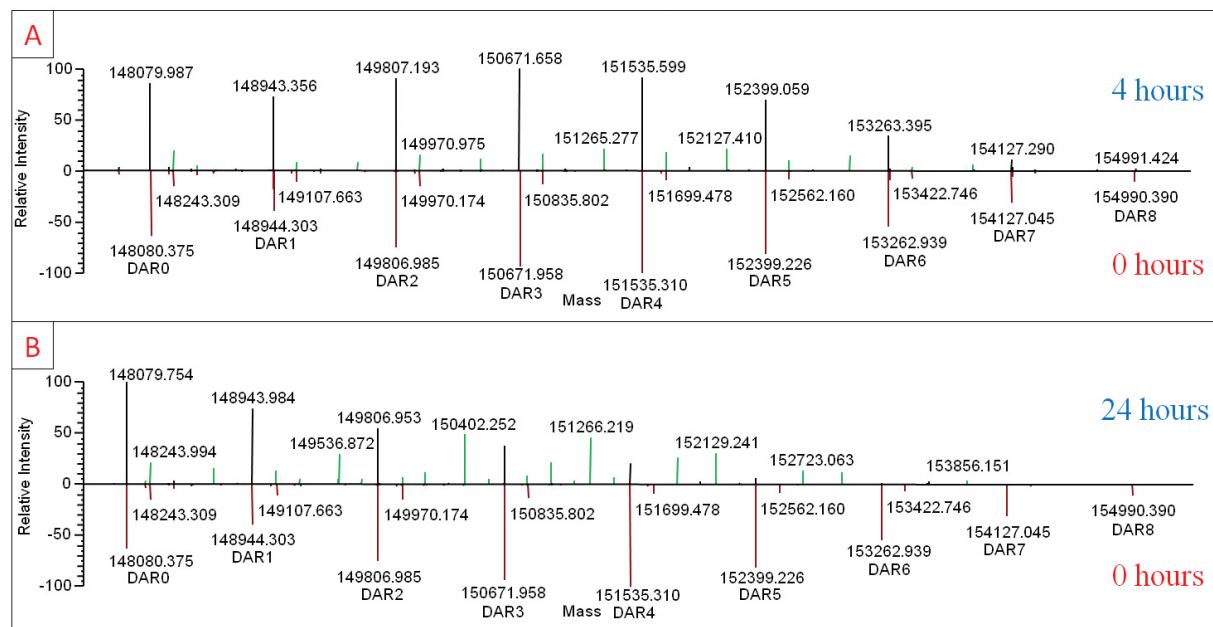 A
100
50
0
-50
-100
Relative Intensity
148079.987
148943.356
149807.193
150671.658
151535.599
152399.059
153263.395
154127.290
154991.424
149970.975
151265.277
152127.410
4 hours
148243.309
149107.663
149970.174
150835.802
151699.478
152562.160
153422.746
148080.375
DAR0
148944.303
DAR1
149806.985
DAR2
150671.958
DAR3
Mass
151535.310
DAR4
152399.226
DAR5
153262.939
DAR6
154127.045
DAR7
154990.390
DAR8
0 hours
B
100
50
0
-50
-100
Relative Intensity
148079.754
148943.984
149806.953
150402.252
151266.219
152129.241
148243.994
149536.872
152723.063
153856.151
24 hours
148243.309
149107.663
149970.174
150835.802
151699.478
152562.160
153422.746
148080.375
DAR0
148944.303
DAR1
149806.985
DAR2
150671.958
DAR3
Mass
151535.310
DAR4
152399.226
DAR5
153262.939
DAR6
154127.045
DAR7
154990.390
DAR8
0 hours